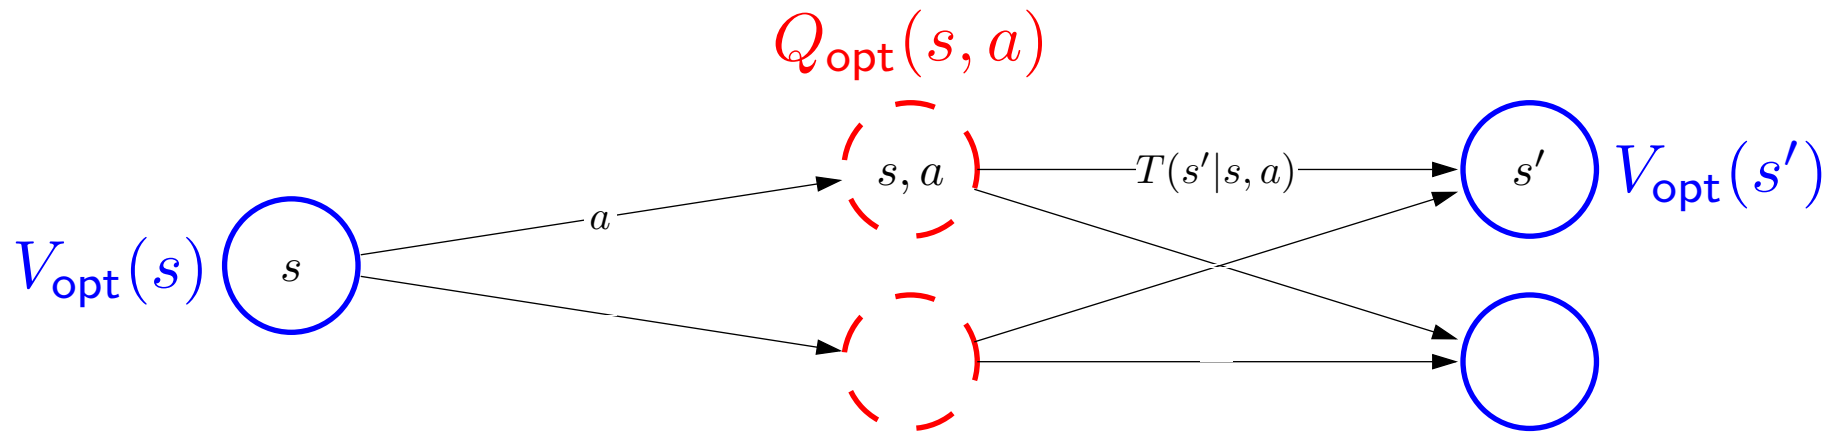 Q_opt(s, a)
s, a
T(s′|s, a)
s′
V_opt(s′)
a
V_opt(s)
s